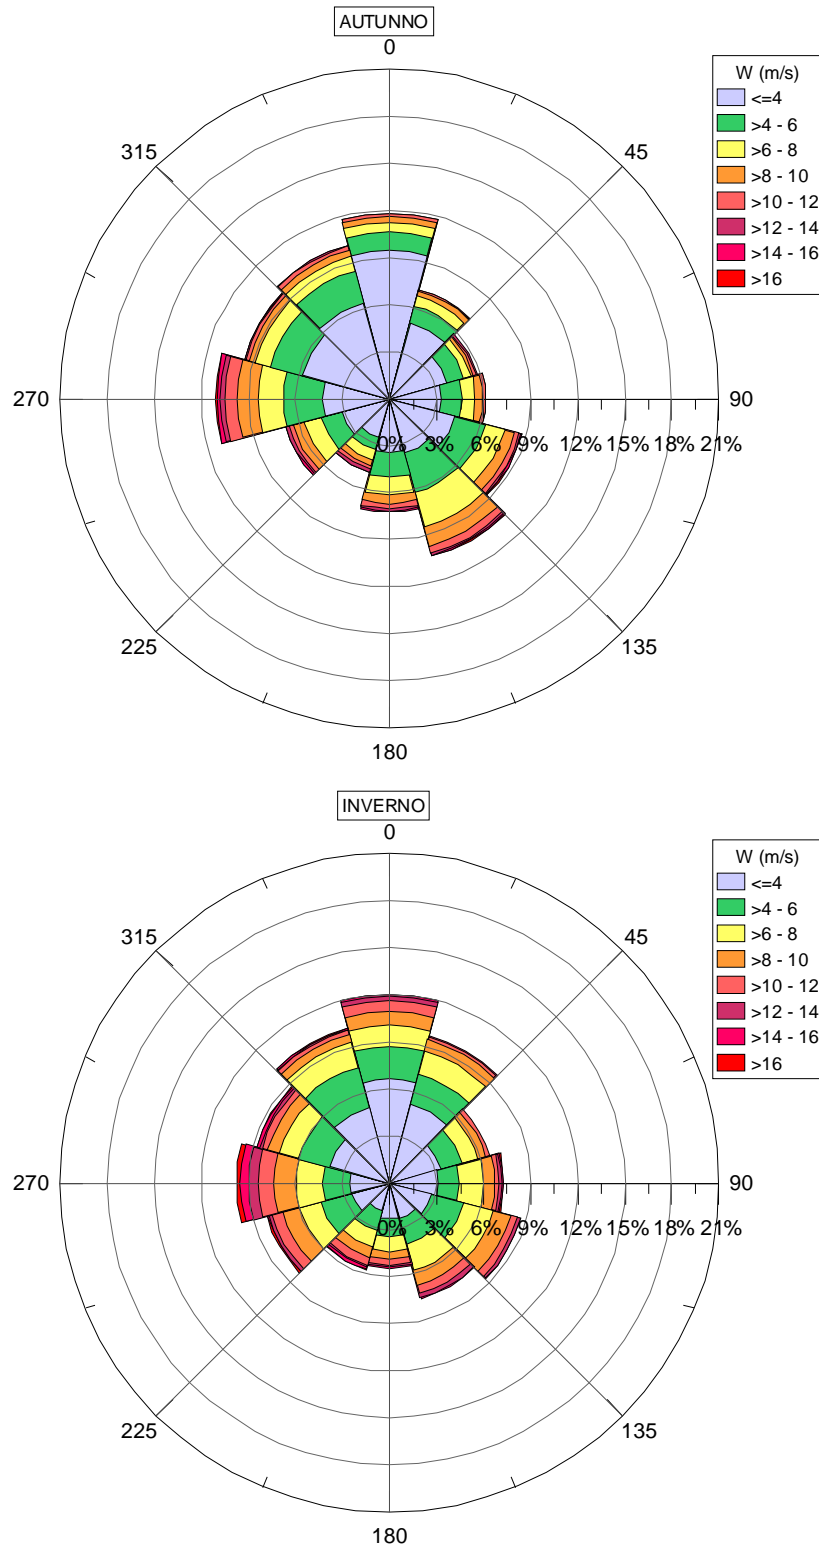 AUTUNNO
0
W (m/s)
<=4
>4 - 6
>6 - 8
>8 - 10
>10 - 12
>12 - 14
>14 - 16
>16
315
45
270
90
0% 3% 6% 9% 12% 15% 18% 21%
225
135
180
INVERNO
0
W (m/s)
<=4
>4 - 6
>6 - 8
>8 - 10
>10 - 12
>12 - 14
>14 - 16
>16
315
45
270
90
0% 3% 6% 9% 12% 15% 18% 21%
225
135
180